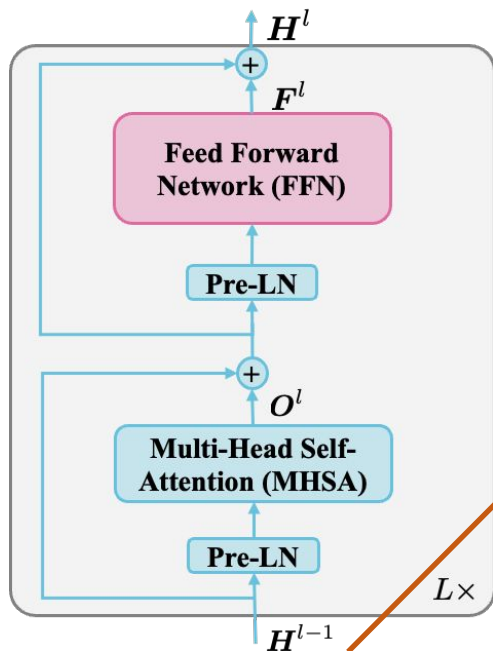 H^l
+
F^l
Feed Forward
Network (FFN)
Pre-LN
+
O^l
Multi-Head Self-
Attention (MHSA)
Pre-LN
L×
H^{l-1}